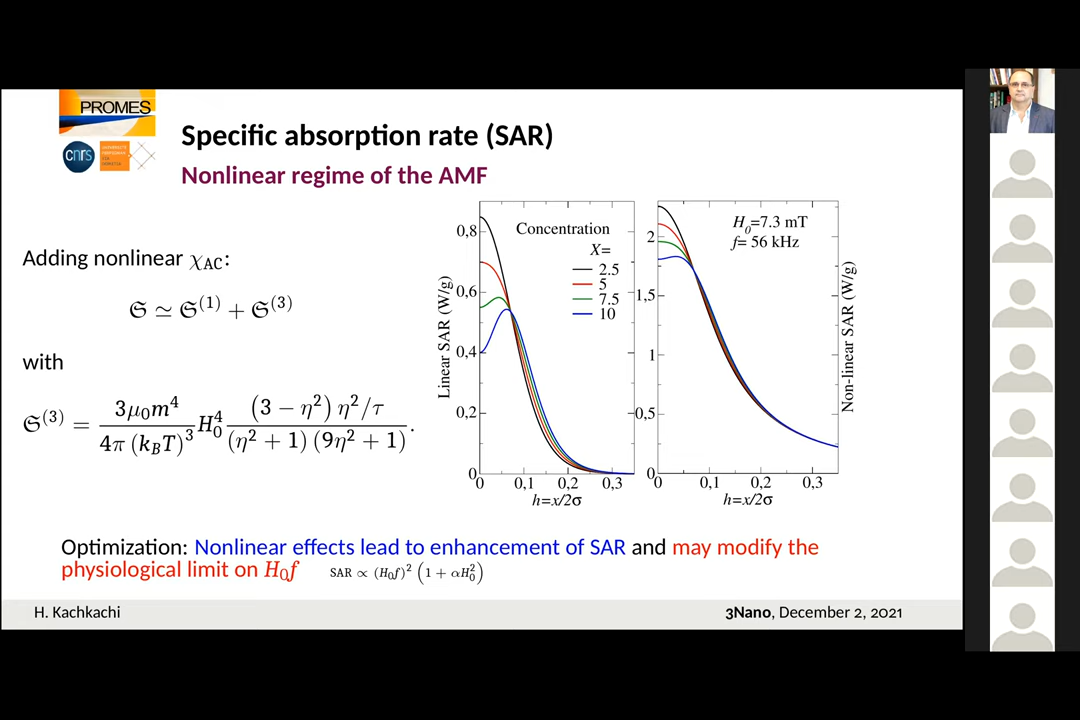 PROMES
cnrs
Specific absorption rate (SAR)
Nonlinear regime of the AMF
Adding nonlinear χAC:
𝔖 ≃ 𝔖(1) + 𝔖(3)
with
𝔖(3) = 3μ0m⁴ / 4π (kBT)³ H0⁴ (3 − η²) η²/τ / (η² + 1) (9η² + 1).
Linear SAR (W/g)
0,8
0,6
0,4
0,2
0
Concentration
X=
2.5
5
7.5
10
0 0,1 0,2 0,3
h=x/2σ
2
1,5
1
0,5
0
H0=7.3 mT
f= 56 kHz
0 0,1 0,2 0,3
h=x/2σ
Non-linear SAR (W/g)
Optimization: Nonlinear effects lead to enhancement of SAR and may modify the
physiological limit on H0f SAR ∝ (H0f)² (1 + αH0²)
H. Kachkachi
3Nano, December 2, 2021